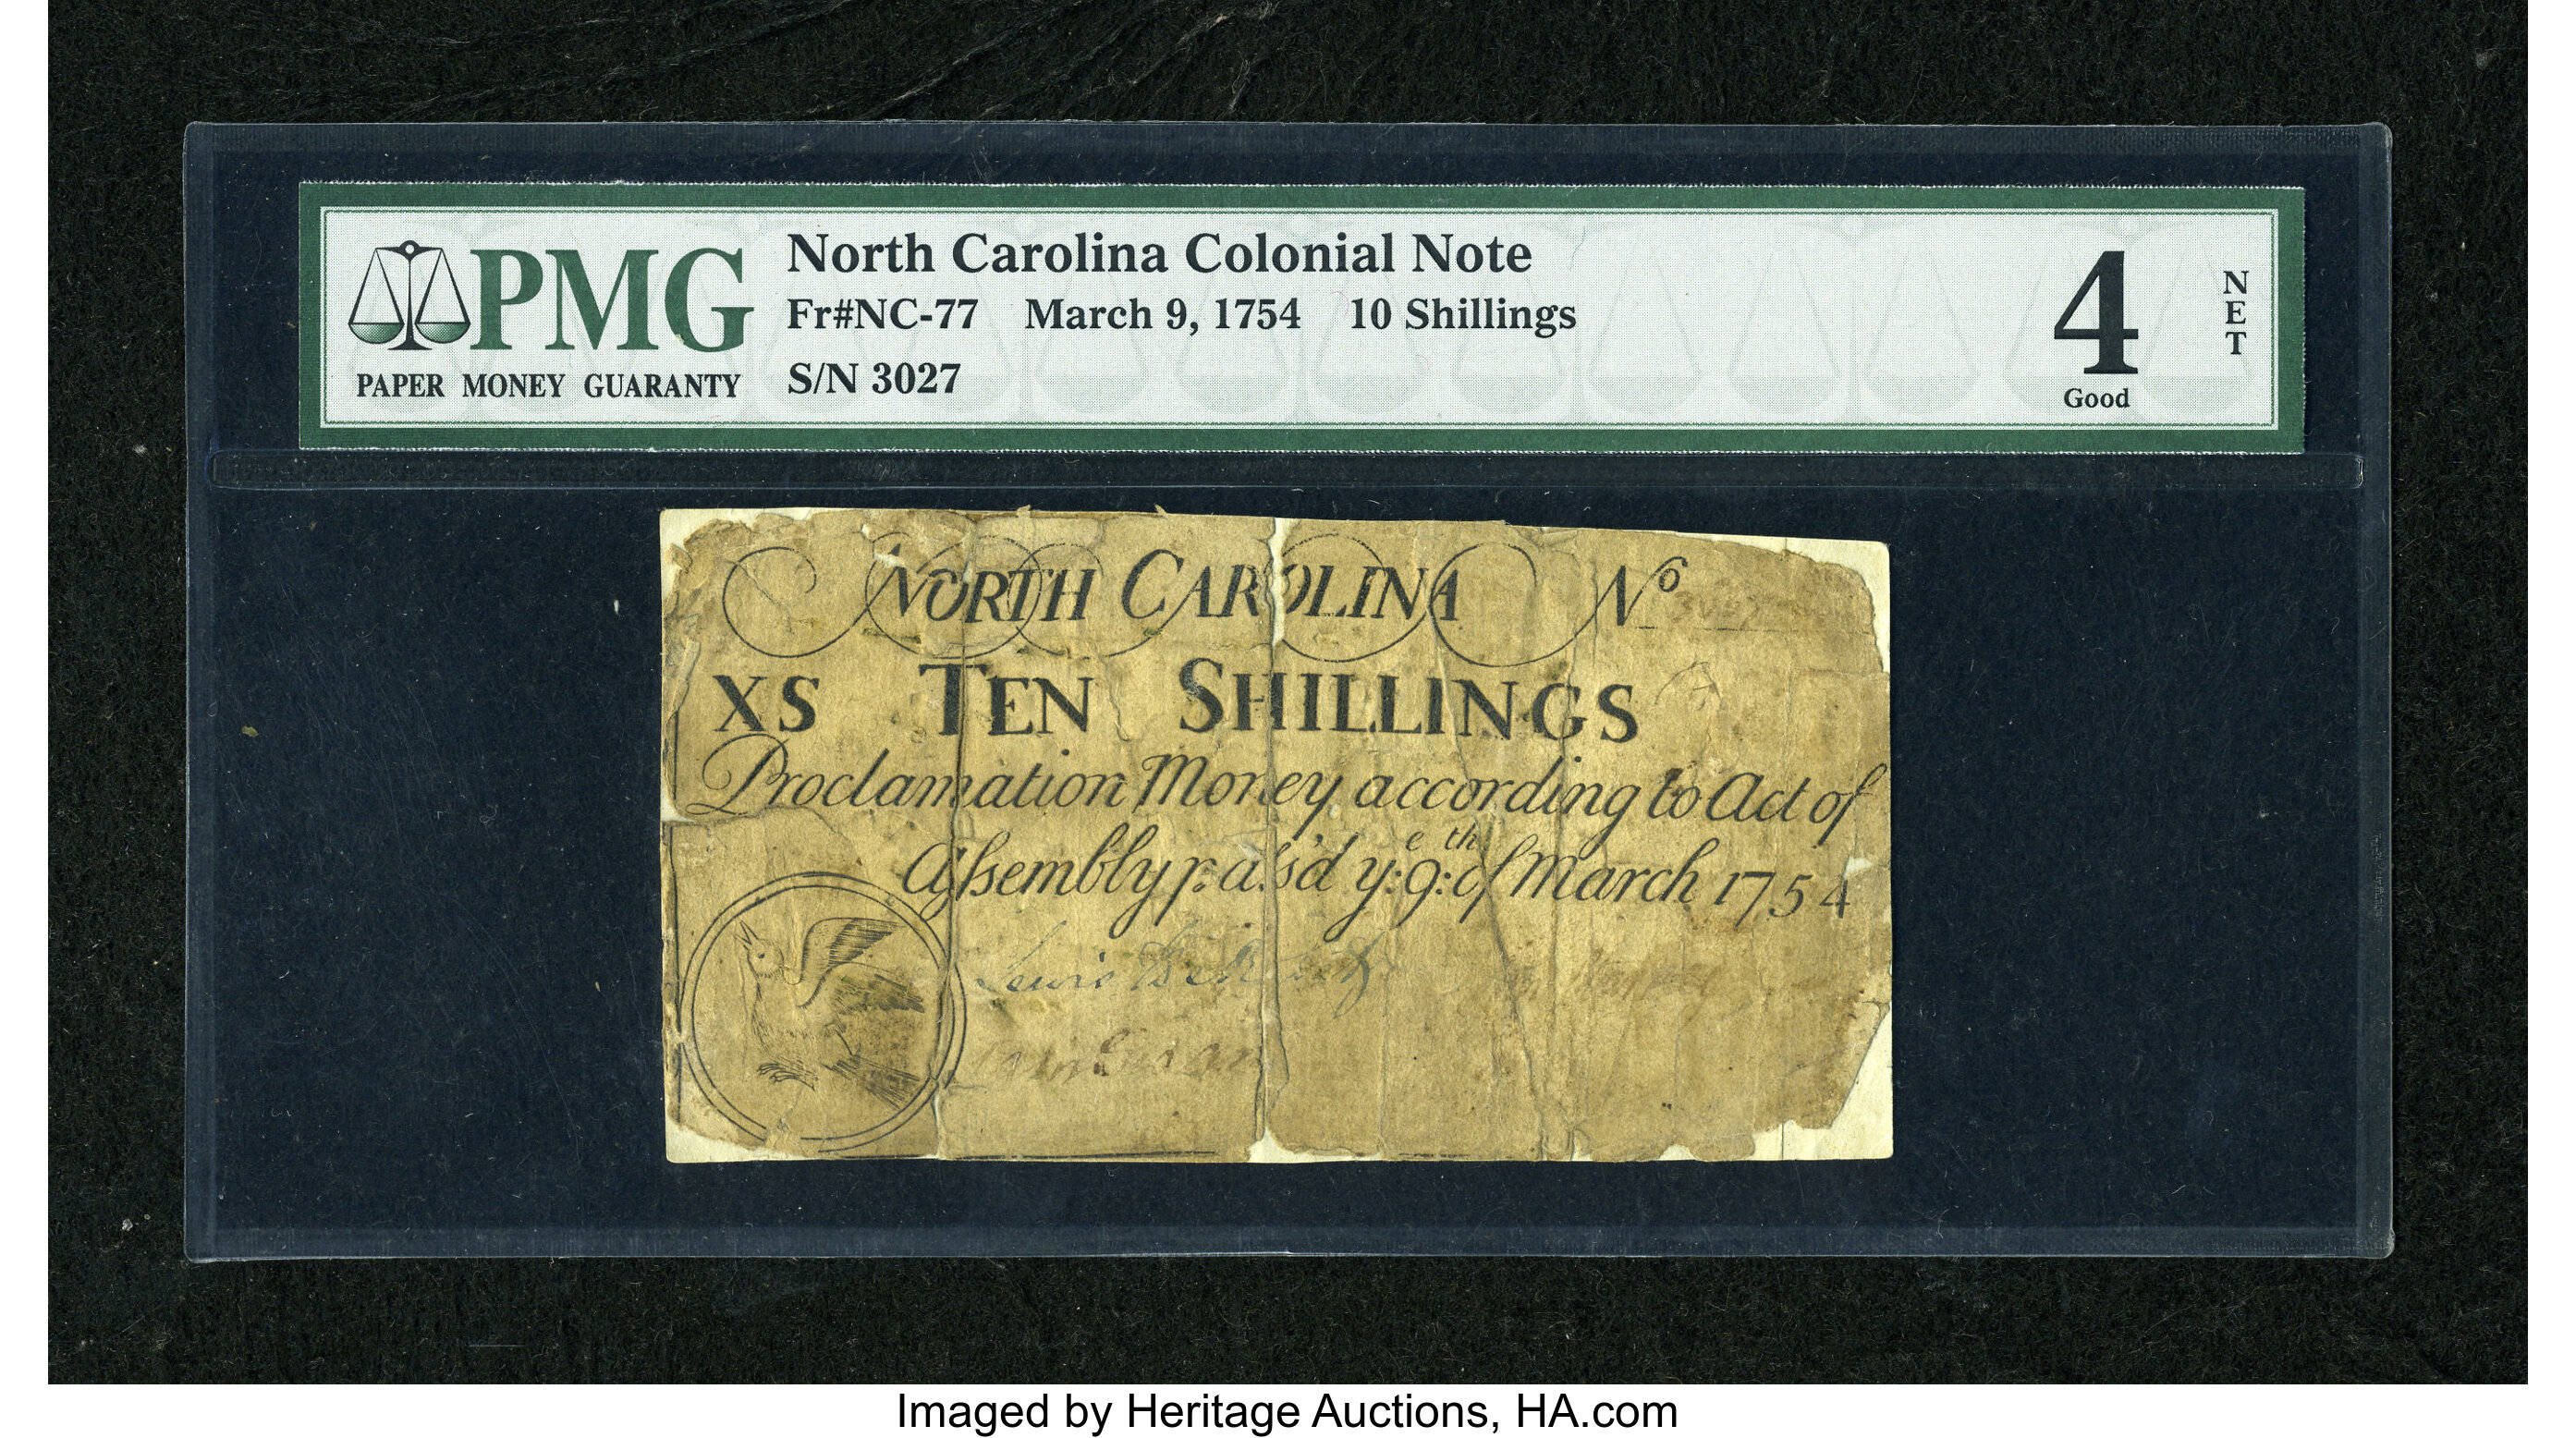 PMG
PAPER MONEY GUARANTY
North Carolina Colonial Note
Fr#NC-77 March 9, 1754 10 Shillings
S/N 3027
4
Good
NET
NORTH CAROLINA No 3027
XS TEN SHILLINGS
Proclamation Money according to Act of
Assembly pass'd ye: 9th: of March 1754
Lewis
Imaged by Heritage Auctions, HA.com